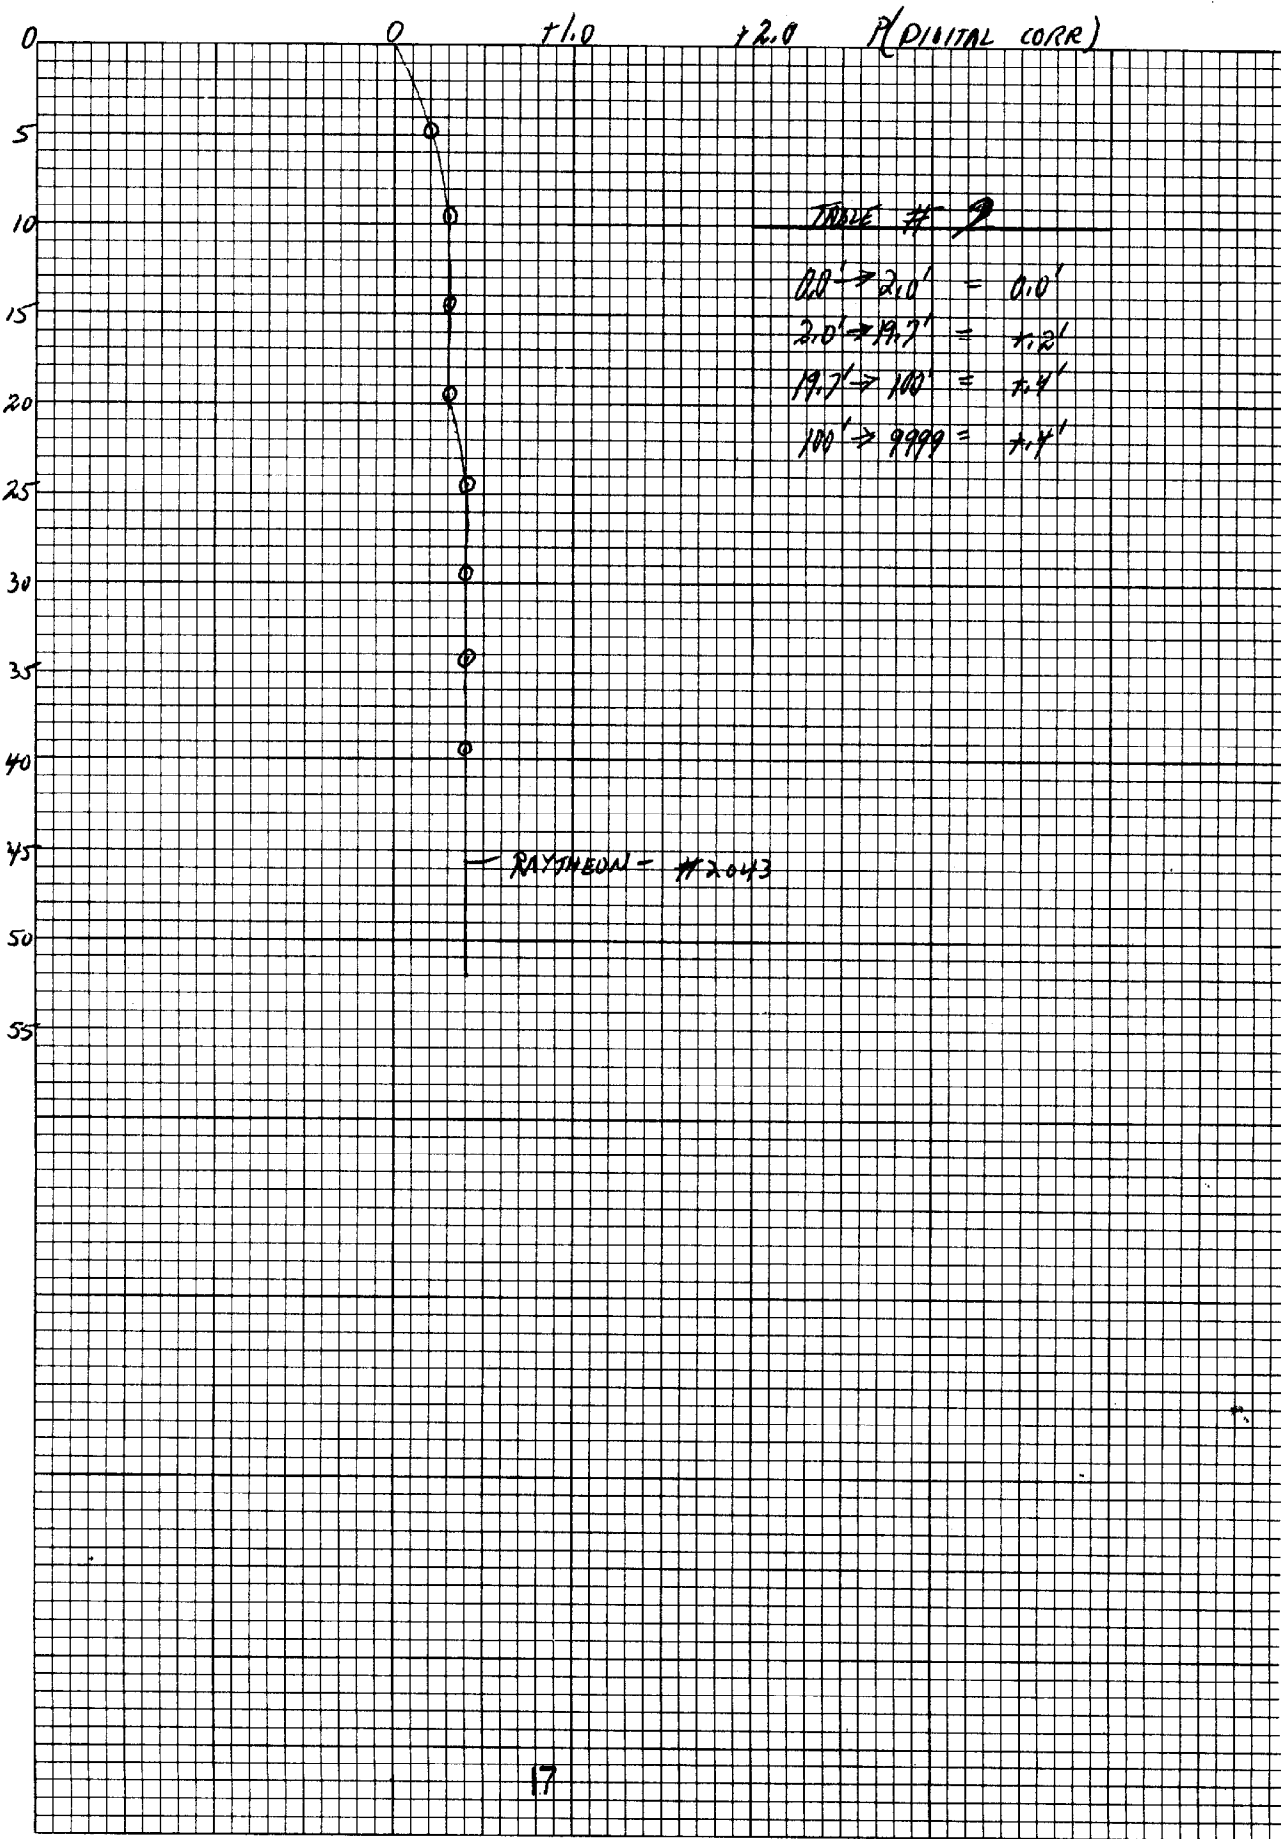 0 0 +1.0 +2.0 P(DIGITAL CORR)
5
10
TABLE # 2
0.0' → 2.0' = 0.0'
15
2.0' → 19.7' = +.2'
19.7' → 100' = +.4'
20
100' → 9999 = +.4'
25
30
35
40
45
RAYTHEON - #2043
50
55
17